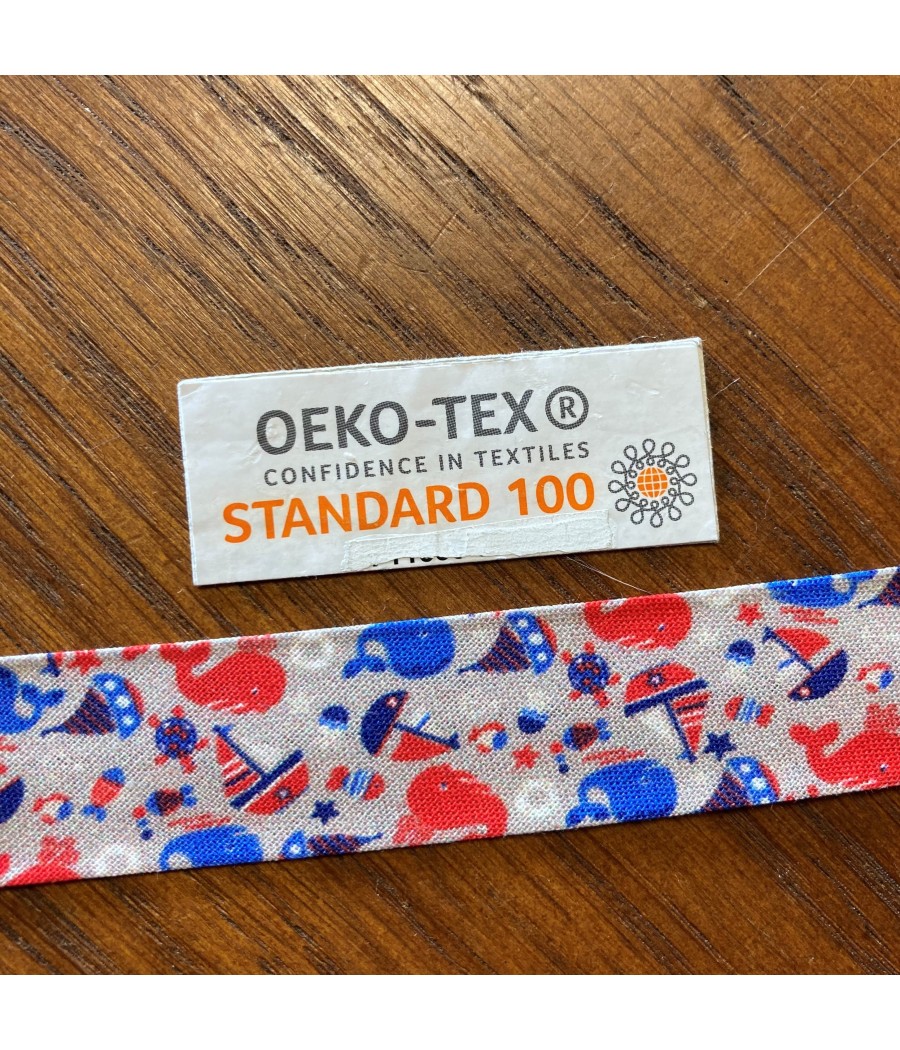 OEKO-TEX®
CONFIDENCE IN TEXTILES
STANDARD 100